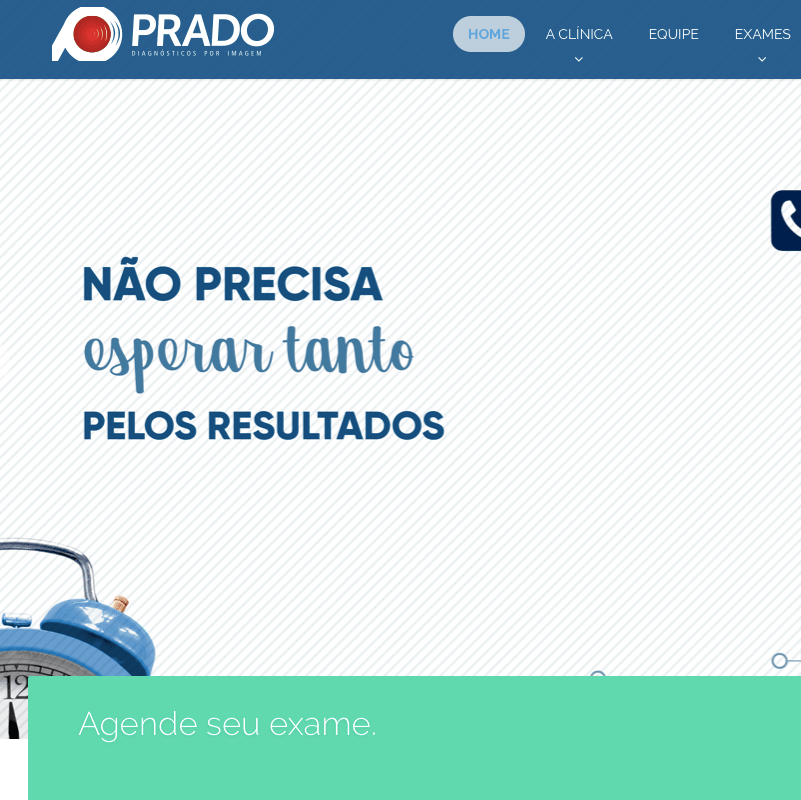 PRADO
DIAGNÓSTICOS POR IMAGEM
HOME
A CLÍNICA
EQUIPE
EXAMES
NÃO PRECISA
esperar tanto
PELOS RESULTADOS
12
Agende seu exame.